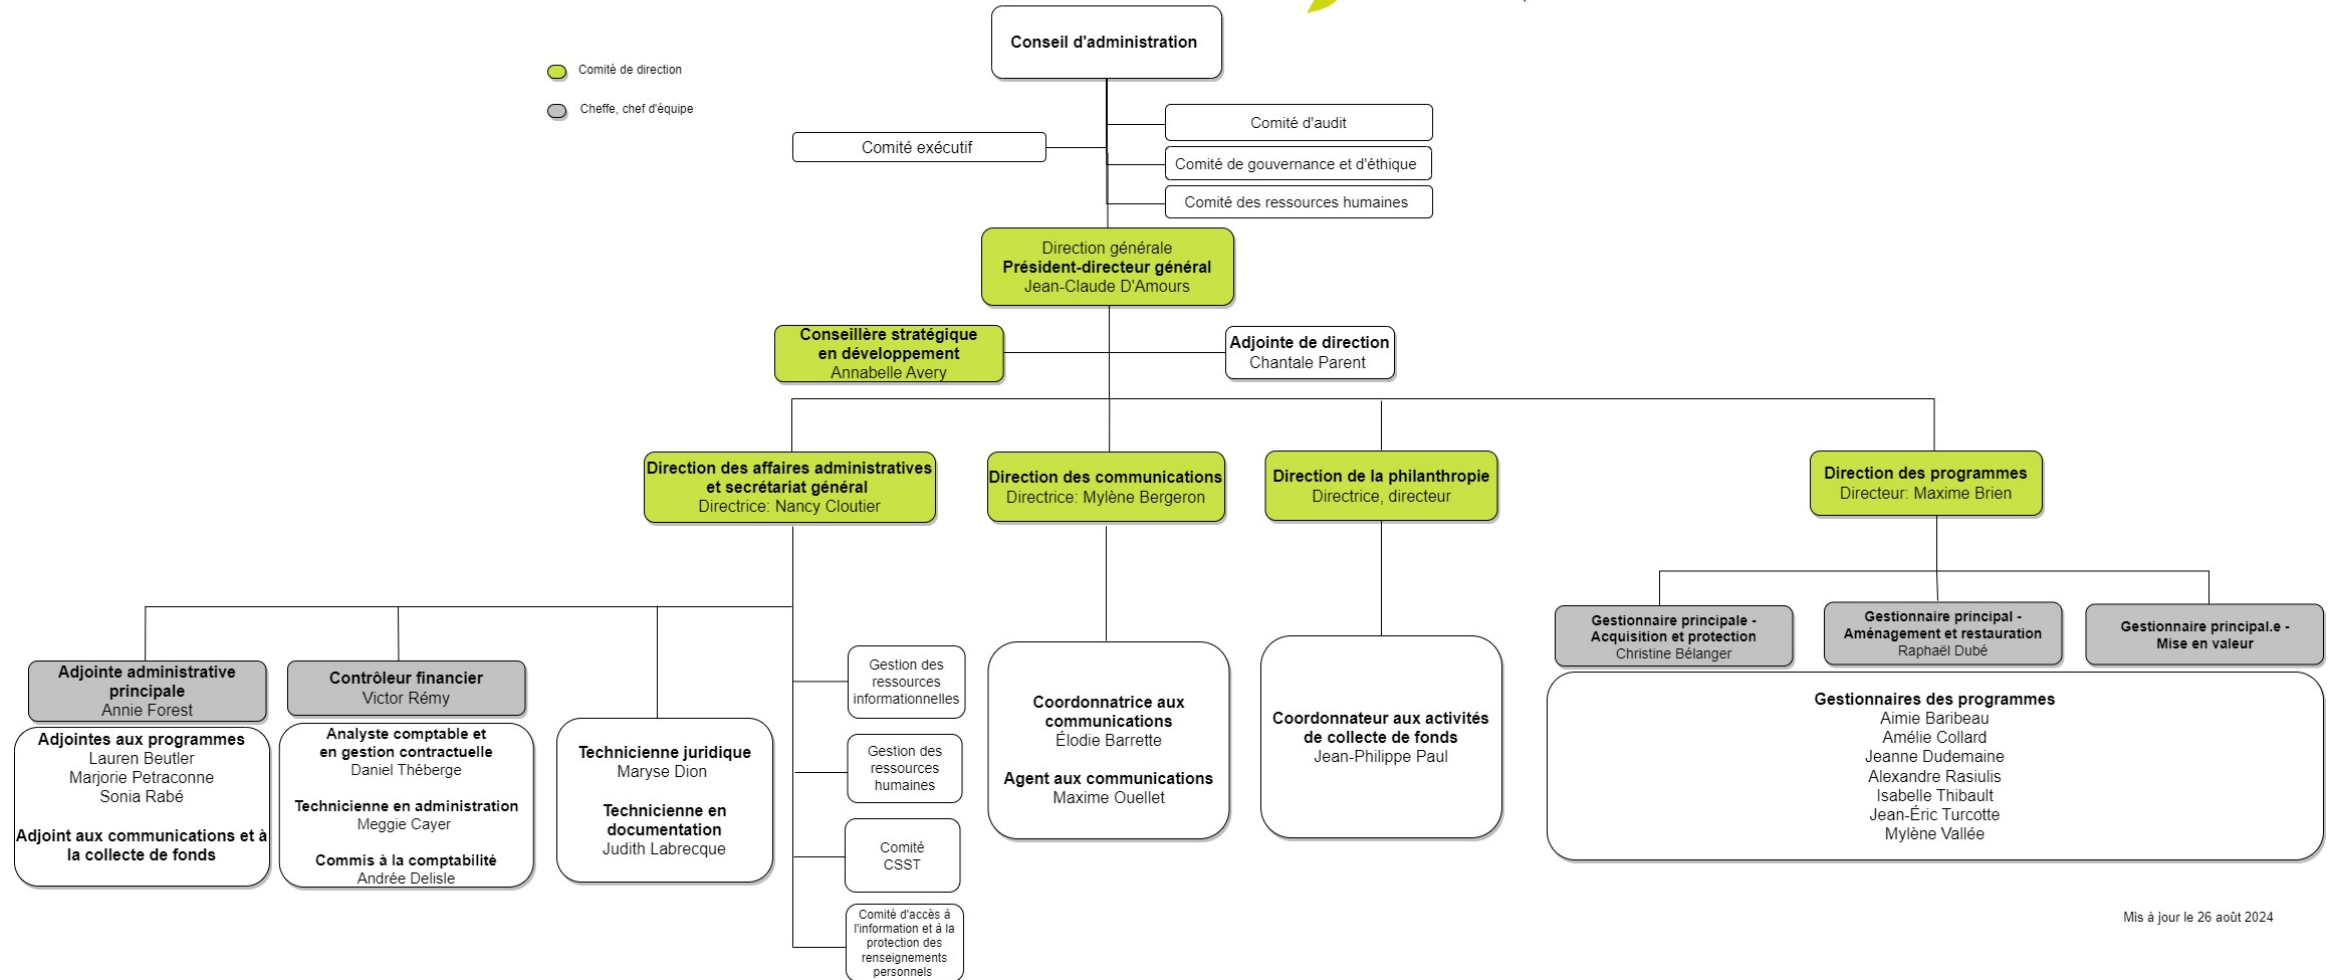 Conseil d'administration
Comité de direction
Cheffe, chef d'équipe
Comité d'audit
Comité exécutif
Comité de gouvernance et d'éthique
Comité des ressources humaines
Direction générale
Président-directeur général
Jean-Claude D'Amours
Conseillère stratégique
en développement
Annabelle Avery
Adjointe de direction
Chantale Parent
Direction des affaires administratives
et secrétariat général
Directrice: Nancy Cloutier
Direction des communications
Directrice: Mylène Bergeron
Direction de la philanthropie
Directrice, directeur
Direction des programmes
Directeur: Maxime Brien
Adjointe administrative
principale
Annie Forest
Adjointes aux programmes
Lauren Beutler
Marjorie Petraconne
Sonia Rabé
Adjoint aux communications et à
la collecte de fonds
Contrôleur financier
Victor Rémy
Analyste comptable et
en gestion contractuelle
Daniel Théberge
Technicienne en administration
Meggie Cayer
Commis à la comptabilité
Andrée Delisle
Technicienne juridique
Maryse Dion
Technicienne en
documentation
Judith Labrecque
Gestion des
ressources
informationnelles
Gestion des
ressources
humaines
Comité
CSST
Comité d'accès à
l'information et à la
protection des
renseignements
personnels
Coordonnatrice aux
communications
Élodie Barrette
Agent aux communications
Maxime Ouellet
Coordonnateur aux activités
de collecte de fonds
Jean-Philippe Paul
Gestionnaire principale -
Acquisition et protection
Christine Bélanger
Gestionnaire principal -
Aménagement et restauration
Raphaël Dubé
Gestionnaire principal.e -
Mise en valeur
Gestionnaires des programmes
Aimie Baribeau
Amélie Collard
Jeanne Dudemaine
Alexandre Rasiulis
Isabelle Thibault
Jean-Éric Turcotte
Mylène Vallée
Mis à jour le 26 août 2024